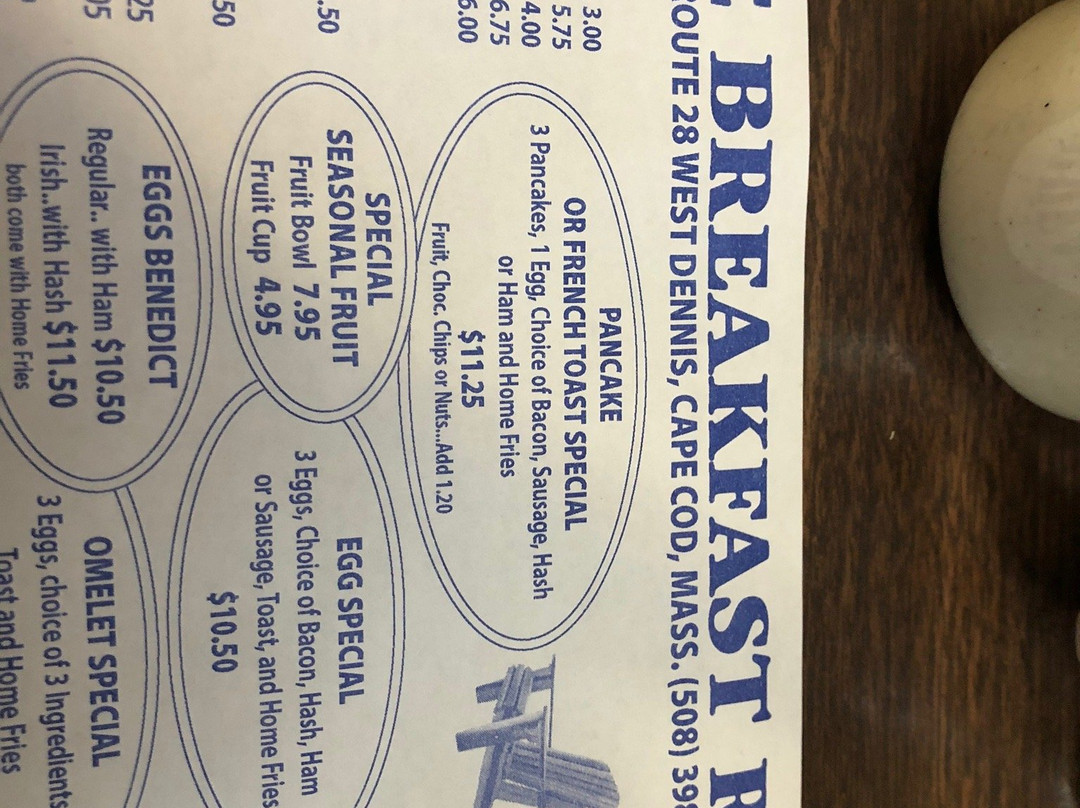 BREAKFAST
ROUTE 28 WEST DENNIS, CAPE COD, MASS. (508) 398
3.00
5.75
4.00
6.75
6.00
PANCAKE
OR FRENCH TOAST SPECIAL
3 Pancakes, 1 Egg, Choice of Bacon, Sausage, Hash
or Ham and Home Fries
$11.25
Fruit, Choc. Chips or Nuts...Add 1.20
.50
SPECIAL
SEASONAL FRUIT
Fruit Bowl 7.95
Fruit Cup 4.95
EGG SPECIAL
3 Eggs, Choice of Bacon, Hash, Ham
or Sausage, Toast, and Home Fries
$10.50
.50
25
95
EGGS BENEDICT
Regular.. with Ham $10.50
Irish..with Hash $11.50
both come with Home Fries
OMELET SPECIAL
3 Eggs, choice of 3 Ingredients
Toast and Home Fries